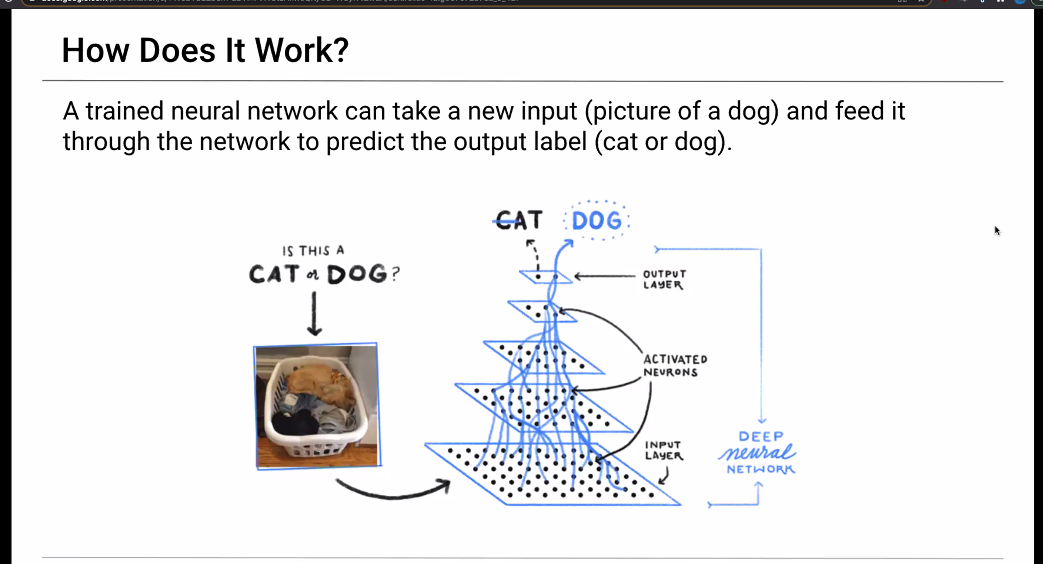 How Does It Work?
A trained neural network can take a new input (picture of a dog) and feed it
through the network to predict the output label (cat or dog).
CAT DOG
IS THIS A
CAT or DOG?
OUTPUT
LAYER
ACTIVATED
NEURONS
INPUT
LAYER
DEEP
neural
NETWORK